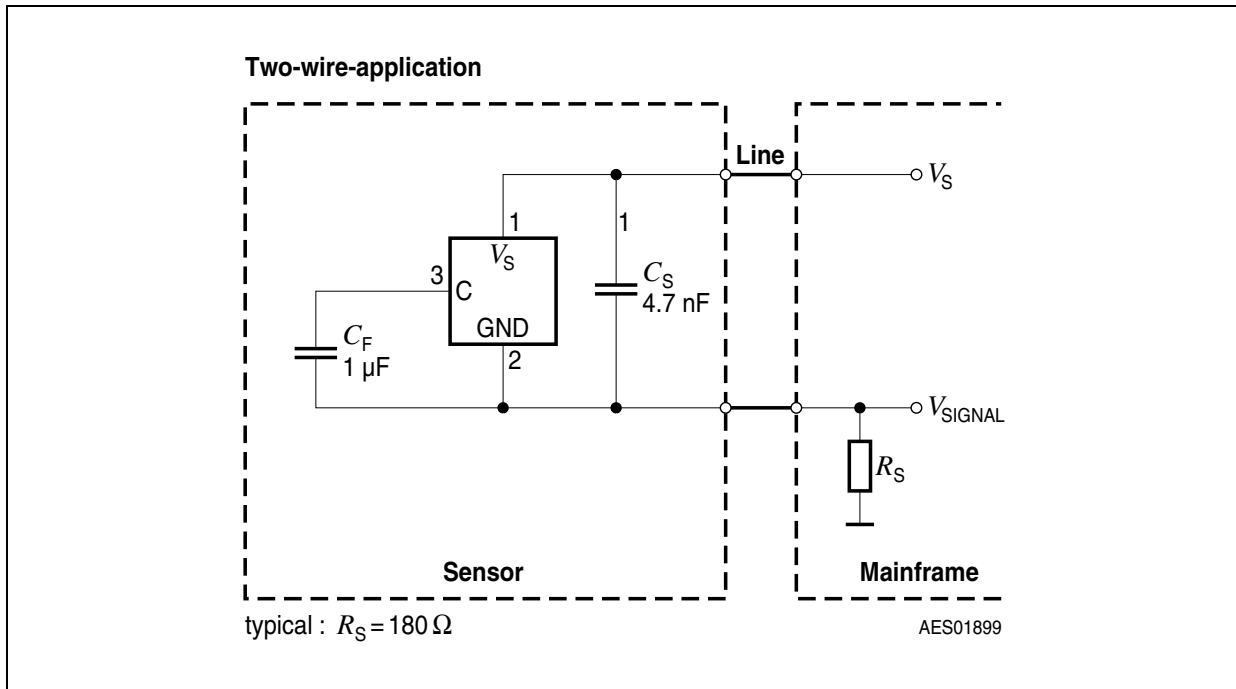 Two-wire-application
Line
V_S
1
1
V_S
3
C
C_S
4.7 nF
GND
C_F
1 µF
2
V_SIGNAL
R_S
Sensor
Mainframe
typical : R_S = 180 Ω
AES01899